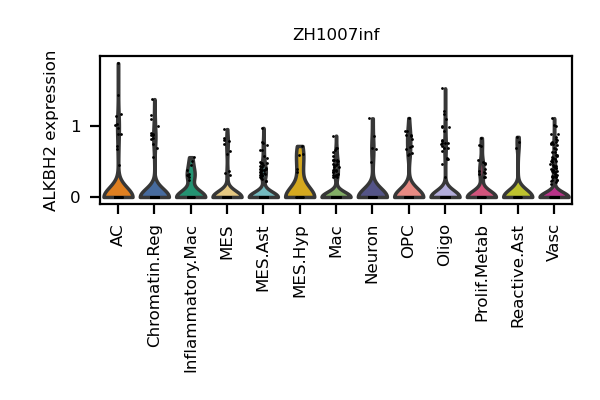 ZH1007inf
ALKBH2 expression
1
0
AC
Chromatin.Reg
Inflammatory.Mac
MES
MES.Ast
MES.Hyp
Mac
Neuron
OPC
Oligo
Prolif.Metab
Reactive.Ast
Vasc